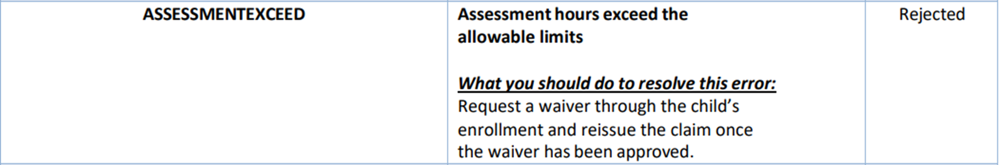 ASSESSMENTEXCEED
Assessment hours exceed the
allowable limits
What you should do to resolve this error:
Request a waiver through the child’s
enrollment and reissue the claim once
the waiver has been approved.
Rejected